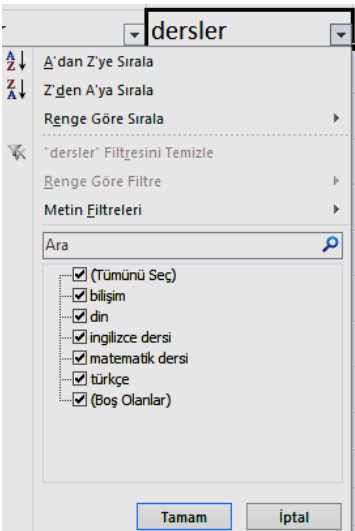 dersler
A'dan Z'ye Sırala
Z'den A'ya Sırala
Renge Göre Sırala
"dersler" Filtresini Temizle
Renge Göre Filtre
Metin Filtreleri
Ara
(Tümünü Seç)
bilişim
din
ingilizce dersi
matematik dersi
türkçe
(Boş Olanlar)
Tamam İptal